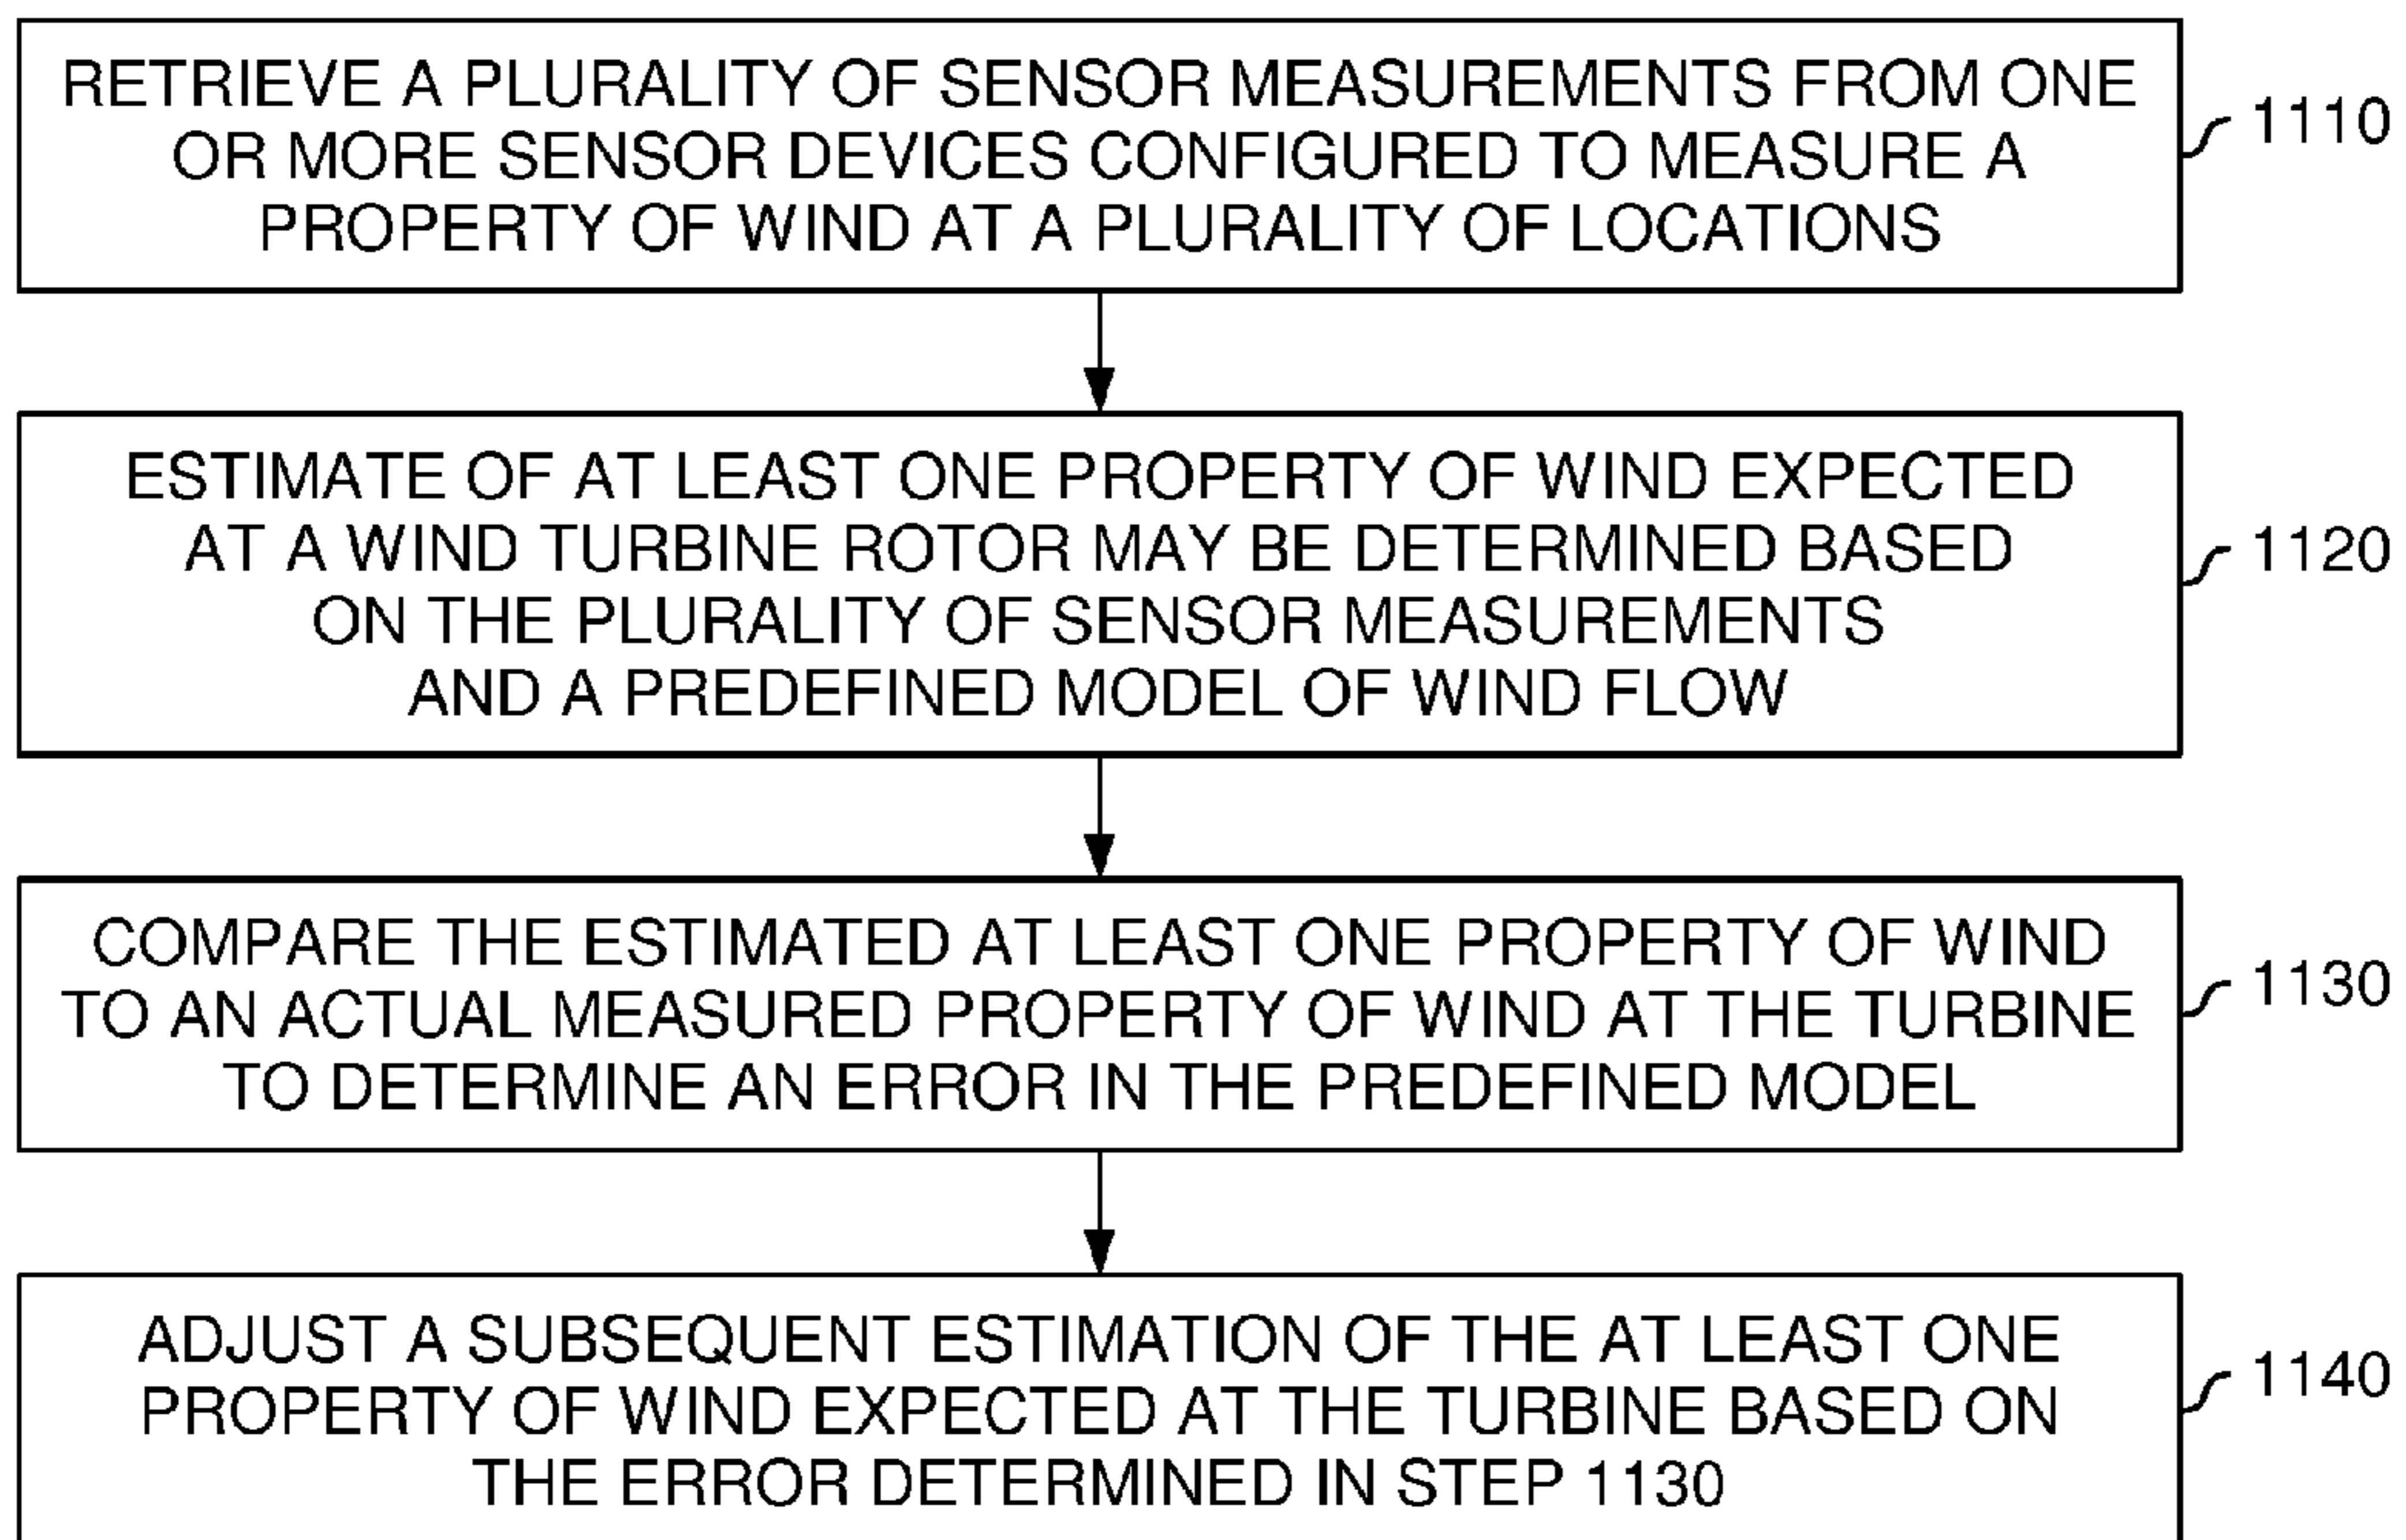 RETRIEVE A PLURALITY OF SENSOR MEASUREMENTS FROM ONE
OR MORE SENSOR DEVICES CONFIGURED TO MEASURE A
PROPERTY OF WIND AT A PLURALITY OF LOCATIONS
1110
ESTIMATE OF AT LEAST ONE PROPERTY OF WIND EXPECTED
AT A WIND TURBINE ROTOR MAY BE DETERMINED BASED
ON THE PLURALITY OF SENSOR MEASUREMENTS
AND A PREDEFINED MODEL OF WIND FLOW
1120
COMPARE THE ESTIMATED AT LEAST ONE PROPERTY OF WIND
TO AN ACTUAL MEASURED PROPERTY OF WIND AT THE TURBINE
TO DETERMINE AN ERROR IN THE PREDEFINED MODEL
1130
ADJUST A SUBSEQUENT ESTIMATION OF THE AT LEAST ONE
PROPERTY OF WIND EXPECTED AT THE TURBINE BASED ON
THE ERROR DETERMINED IN STEP 1130
1140